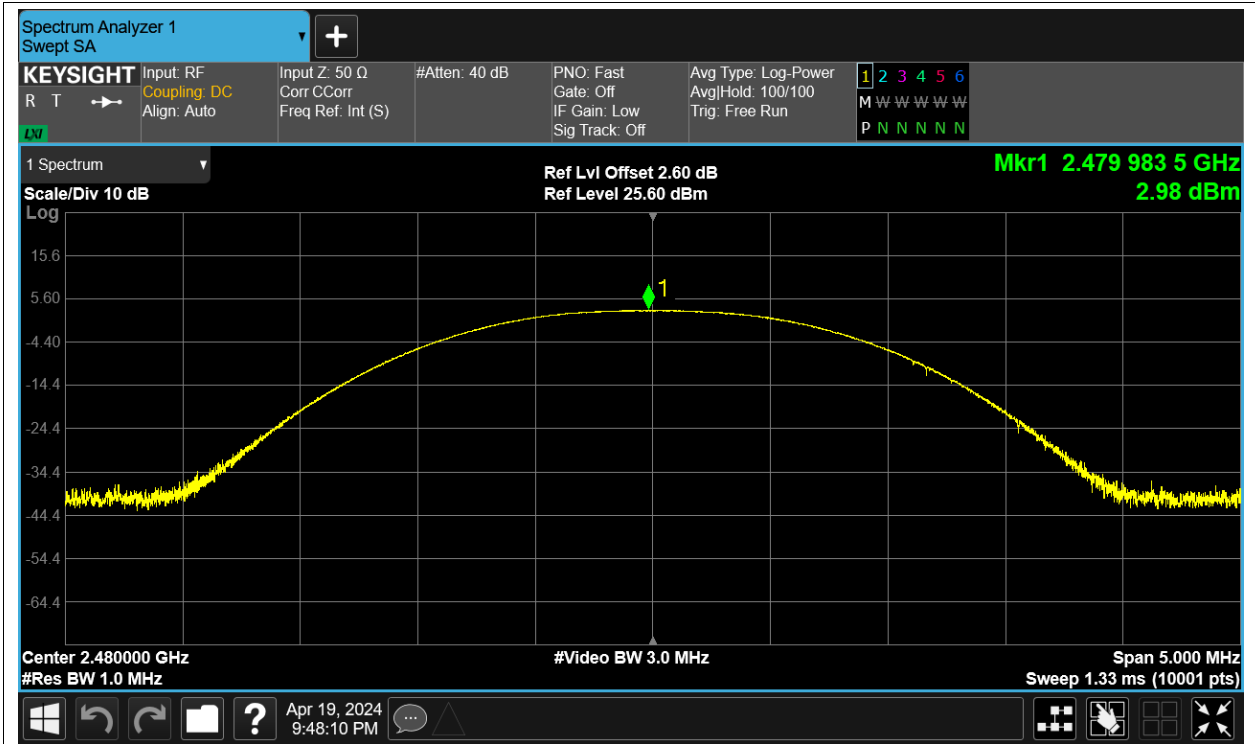 Spectrum Analyzer 1
Swept SA
KEYSIGHT
R T
LXI
Input: RF
Coupling: DC
Align: Auto
Input Z: 50 Ω
Corr CCorr
Freq Ref: Int (S)
#Atten: 40 dB
PNO: Fast
Gate: Off
IF Gain: Low
Sig Track: Off
Avg Type: Log-Power
Avg|Hold: 100/100
Trig: Free Run
1 2 3 4 5 6
M W W W W W
P N N N N N
1 Spectrum
Scale/Div 10 dB
Log
Ref Lvl Offset 2.60 dB
Ref Level 25.60 dBm
Mkr1 2.479 983 5 GHz
2.98 dBm
15.6
5.60
-4.40
-14.4
-24.4
-34.4
-44.4
-54.4
-64.4
1
Center 2.480000 GHz
#Res BW 1.0 MHz
#Video BW 3.0 MHz
Span 5.000 MHz
Sweep 1.33 ms (10001 pts)
?
Apr 19, 2024
9:48:10 PM